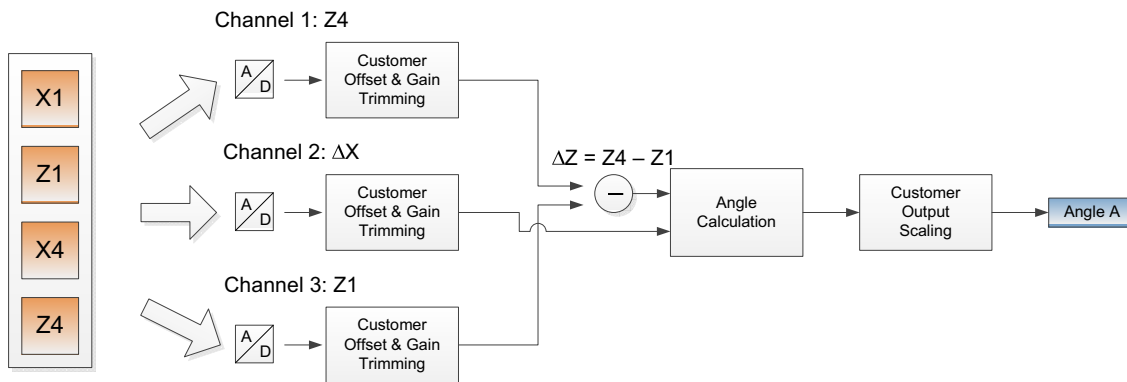 Channel 1: Z4
X1
Z1
X4
Z4
A
D
Customer
Offset & Gain
Trimming
Channel 2: ΔX
A
D
Customer
Offset & Gain
Trimming
Channel 3: Z1
A
D
Customer
Offset & Gain
Trimming
ΔZ = Z4 – Z1
–
Angle
Calculation
Customer
Output
Scaling
Angle A